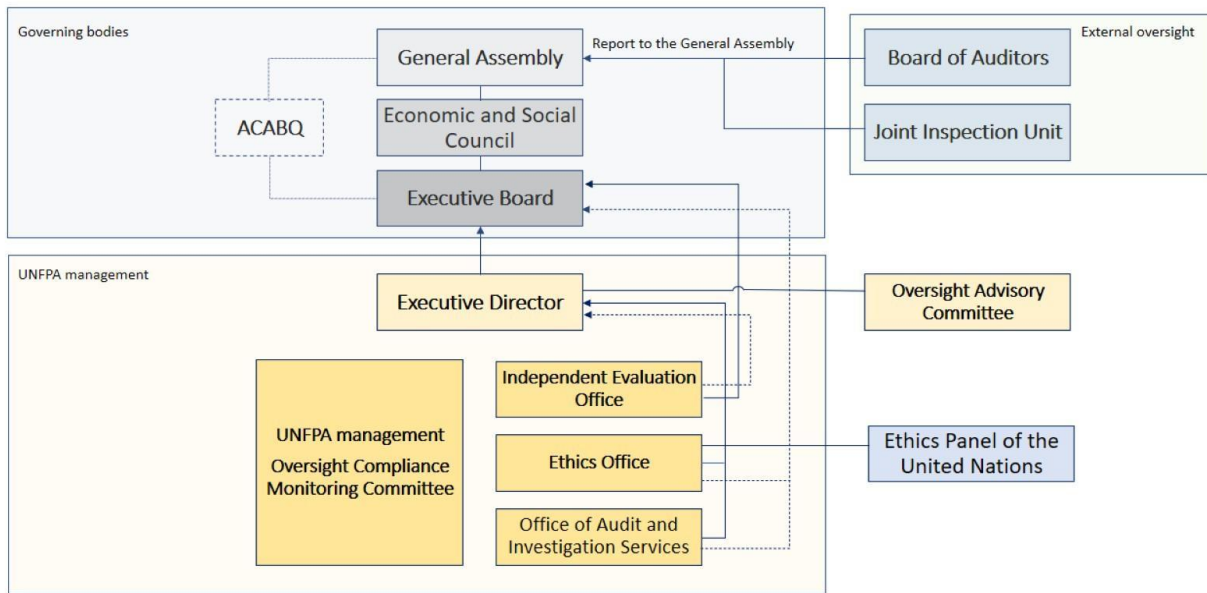 Governing bodies
External oversight
General Assembly
Report to the General Assembly
Board of Auditors
ACABQ
Economic and Social
Council
Joint Inspection Unit
Executive Board
UNFPA management
Executive Director
Oversight Advisory
Committee
Independent Evaluation
Office
UNFPA management
Oversight Compliance
Monitoring Committee
Ethics Office
Ethics Panel of the
United Nations
Office of Audit and
Investigation Services